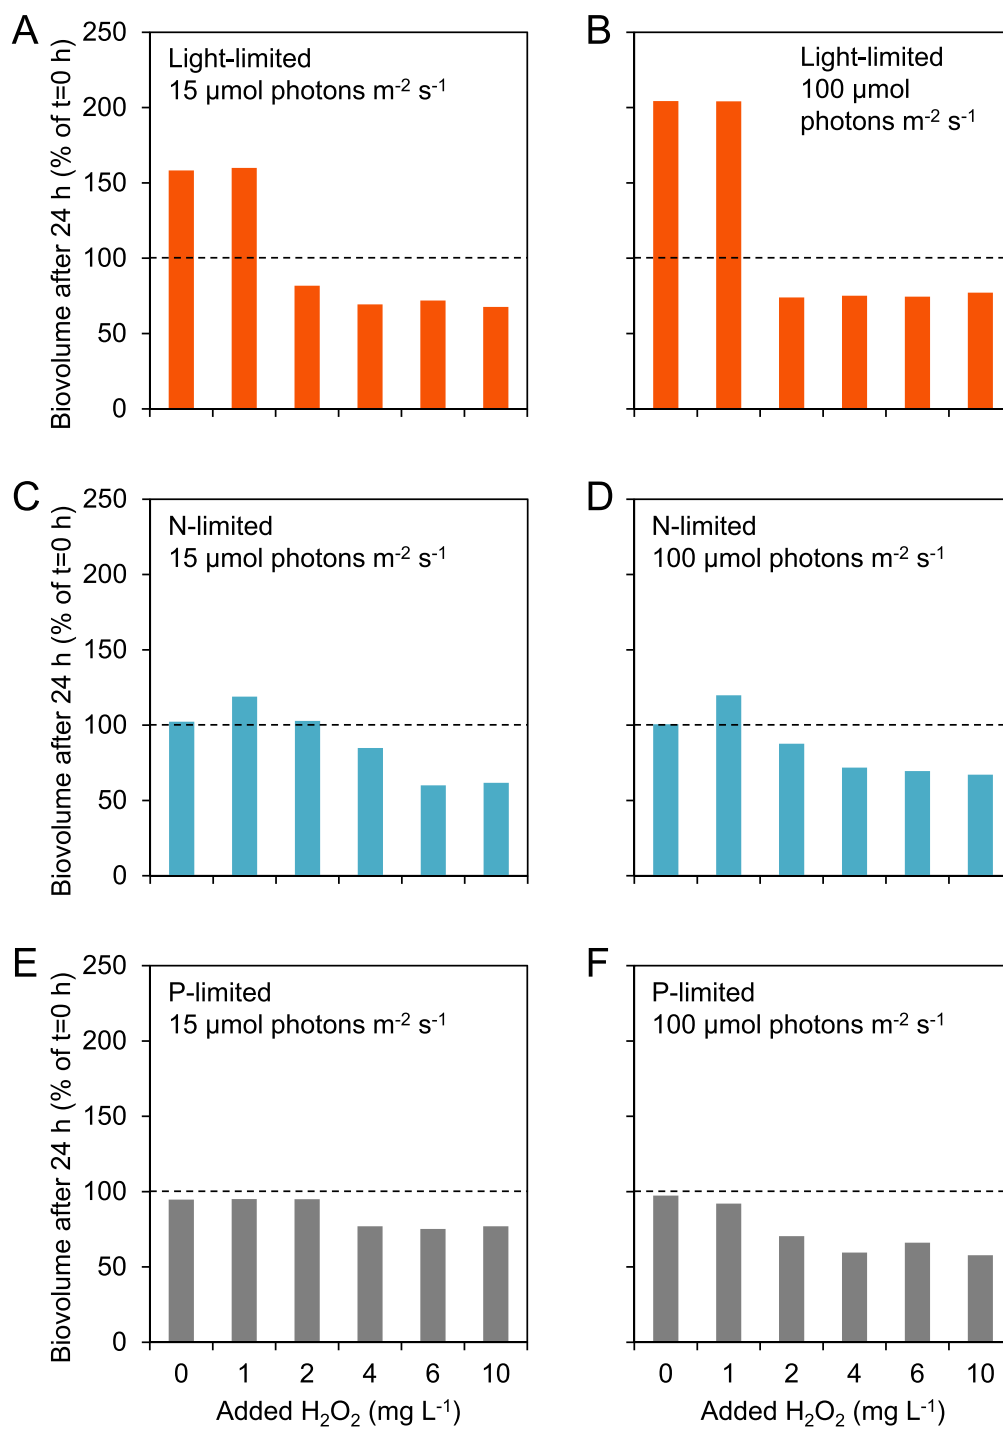 A
Biovolume after 24 h (% of t=0 h)
250
200
150
100
50
0
Light-limited
15 µmol photons m⁻² s⁻¹
B
Light-limited
100 µmol
photons m⁻² s⁻¹
C
Biovolume after 24 h (% of t=0 h)
250
200
150
100
50
0
N-limited
15 µmol photons m⁻² s⁻¹
D
N-limited
100 µmol photons m⁻² s⁻¹
E
Biovolume after 24 h (% of t=0 h)
250
200
150
100
50
0
P-limited
15 µmol photons m⁻² s⁻¹
0 1 2 4 6 10
Added H₂O₂ (mg L⁻¹)
F
P-limited
100 µmol photons m⁻² s⁻¹
0 1 2 4 6 10
Added H₂O₂ (mg L⁻¹)